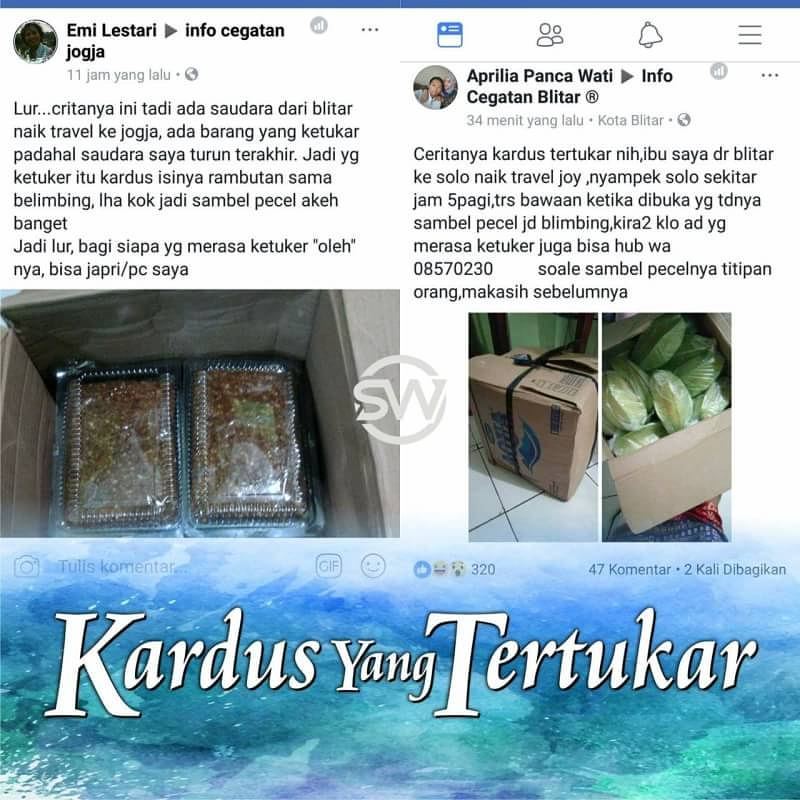 Emi Lestari ▶ info cegatan
jogja
11 jam yang lalu •
Lur...critanya ini tadi ada saudara dari blitar
naik travel ke jogja, ada barang yang ketukar
padahal saudara saya turun terakhir. Jadi yg
ketuker itu kardus isinya rambutan sama
belimbing, lha kok jadi sambel pecel akeh
banget
Jadi lur, bagi siapa yg merasa ketuker "oleh"
nya, bisa japri/pc saya
Tulis komentar...
GIF
Aprilia Panca Wati ▶ Info
Cegatan Blitar ®
34 menit yang lalu • Kota Blitar •
Ceritanya kardus tertukar nih,ibu saya dr blitar
ke solo naik travel joy ,nyampek solo sekitar
jam 5pagi,trs bawaan ketika dibuka yg tdnya
sambel pecel jd blimbing,kira2 klo ad yg
merasa ketuker juga bisa hub wa
08570230 soale sambel pecelnya titipan
orang,makasih sebelumnya
320
47 Komentar • 2 Kali Dibagikan
SW
Kardus Yang Tertukar